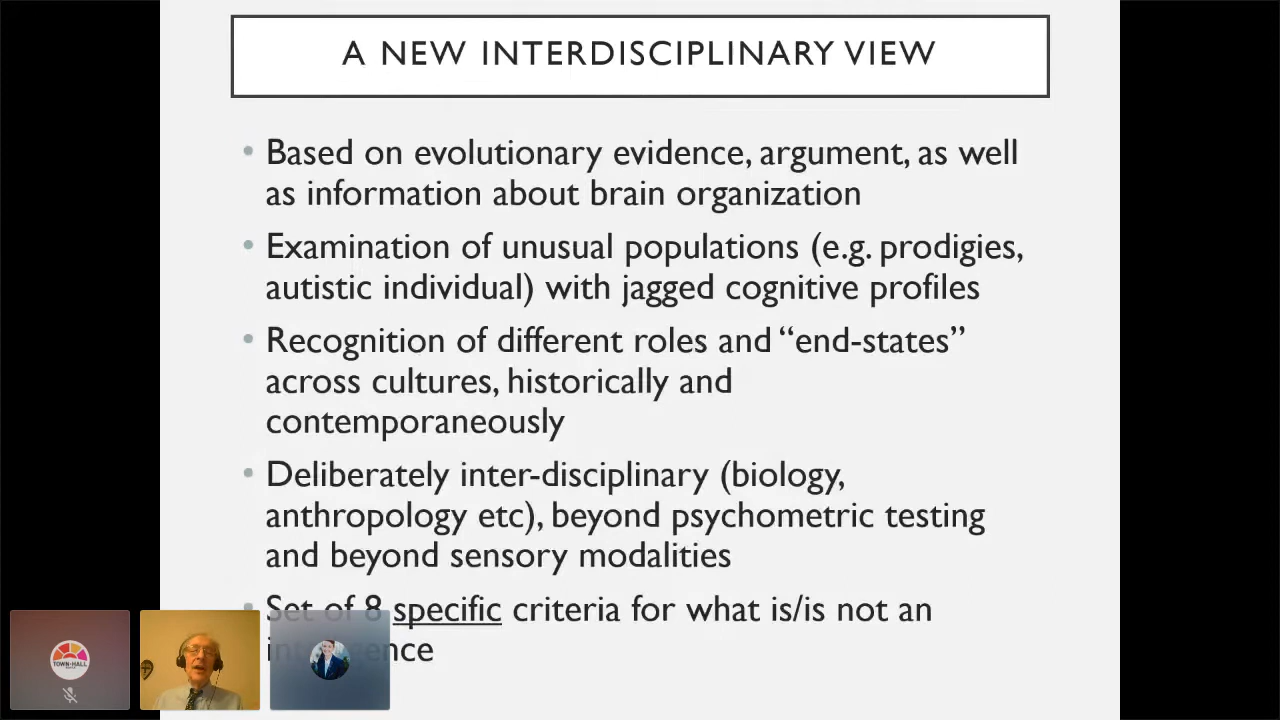 A NEW INTERDISCIPLINARY VIEW
• Based on evolutionary evidence, argument, as well
as information about brain organization
• Examination of unusual populations (e.g. prodigies,
autistic individual) with jagged cognitive profiles
• Recognition of different roles and “end-states”
across cultures, historically and
contemporaneously
• Deliberately inter-disciplinary (biology,
anthropology etc), beyond psychometric testing
and beyond sensory modalities
• Set of 8 specific criteria for what is/is not an
intelligence
TOWN-HALL